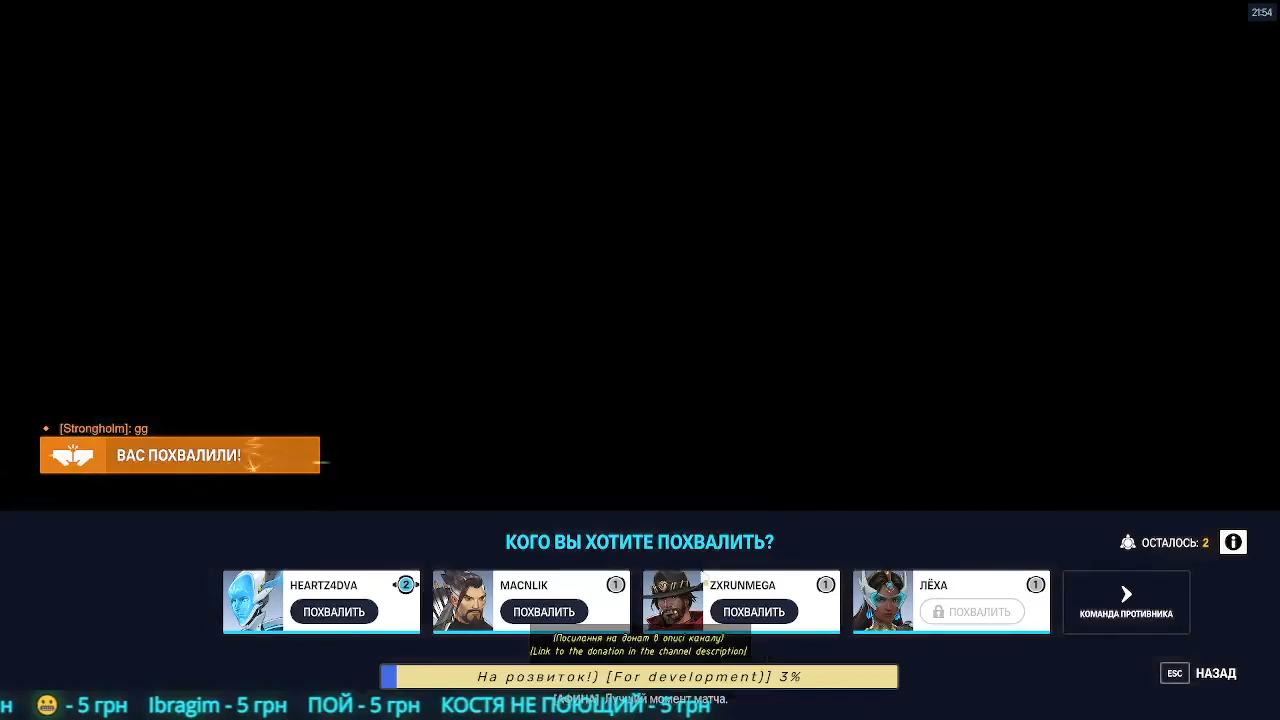 21:54
[Strongholm]: gg
ВАС ПОХВАЛИЛИ!
КОГО ВЫ ХОТИТЕ ПОХВАЛИТЬ?
ОСТАЛОСЬ: 2
HEARTZ4DVA 2
ПОХВАЛИТЬ
MACNLIK 1
ПОХВАЛИТЬ
ZXRUNMEGA 1
ПОХВАЛИТЬ
ЛЁХА 1
ПОХВАЛИТЬ
КОМАНДА ПРОТИВНИКА
(Посилання на донат в описі каналу)
(Link to the donation in the channel description)
На розвиток!) [For development)] 3%
ESC НАЗАД
[АФИНА]: Лучший момент матча.
н 😬 - 5 грн Ibragim - 5 грн ПОЙ - 5 грн КОСТЯ НЕ ПОЮЩИЙ - 5 грн